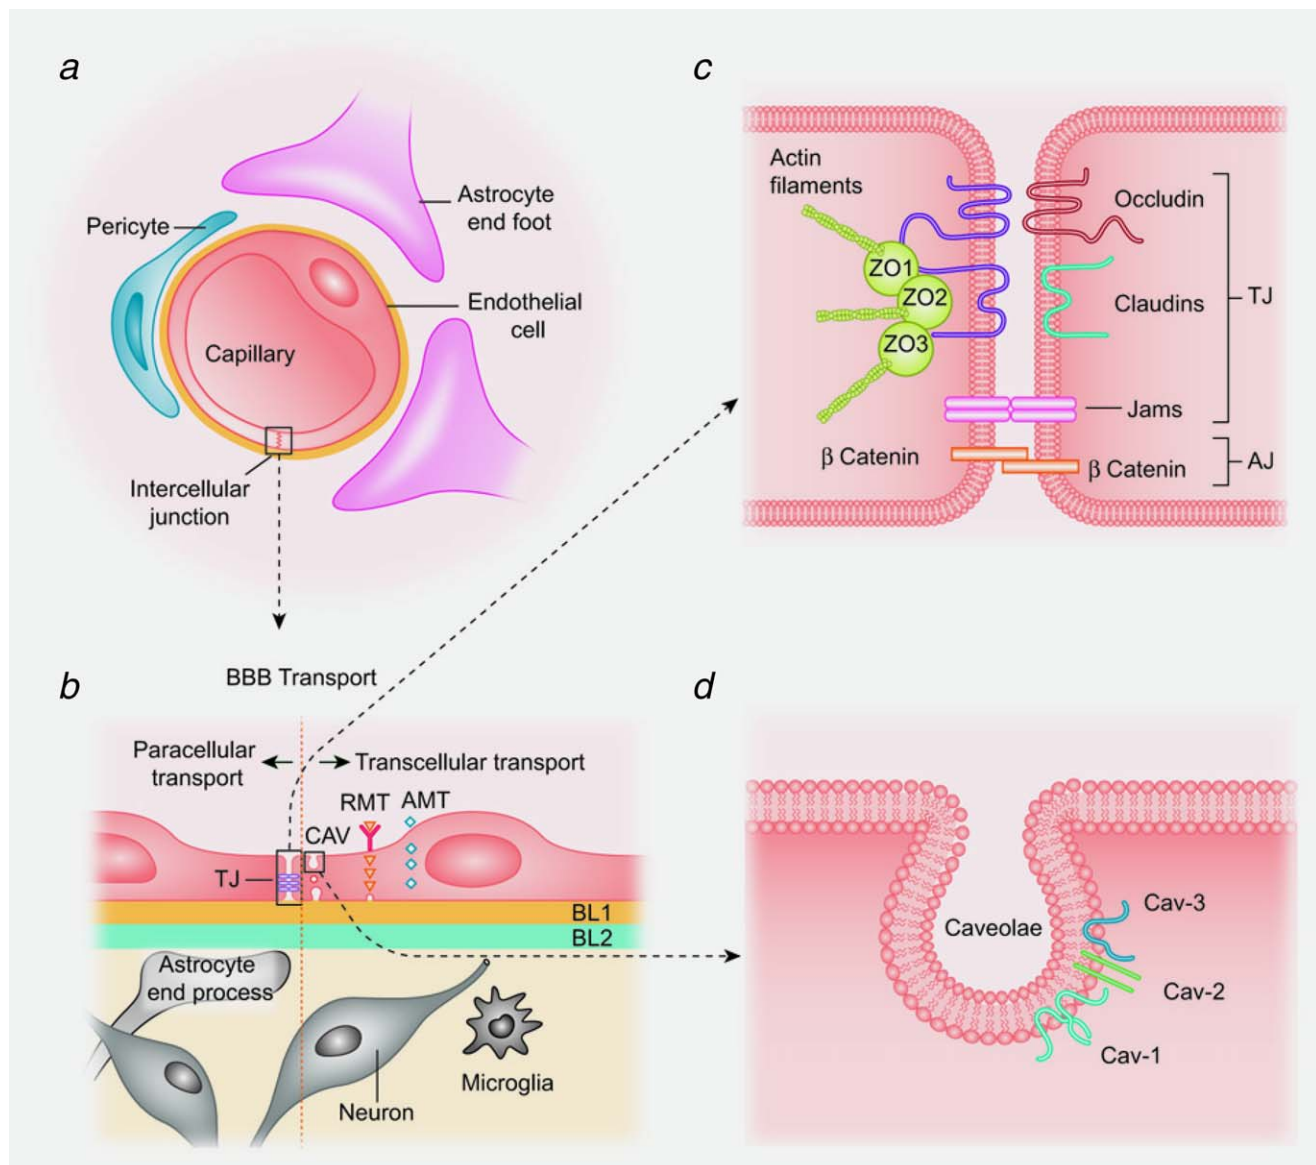 a
Pericyte
Astrocyte
end foot
Endothelial
cell
Capillary
Intercellular
junction
c
Actin
filaments
Occludin
ZO1
ZO2
ZO3
Claudins
TJ
Jams
β Catenin
β Catenin
AJ
b
BBB Transport
Paracellular
transport
Transcellular transport
RMT
AMT
CAV
TJ
BL1
BL2
Astrocyte
end process
Neuron
Microglia
d
Caveolae
Cav-3
Cav-2
Cav-1